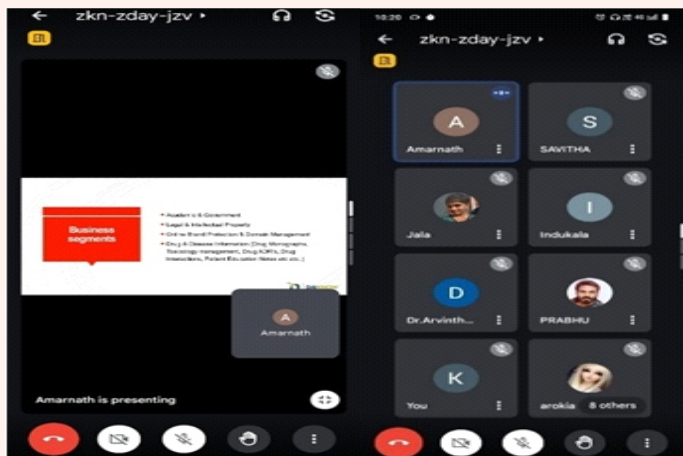 zkn-zday-jzv
Business
segments
Academic & Government
Legal & Intellectual Property
Online Brand Protection & Domain Management
Drug & Disease Information (Drug Monographs,
Toxicology management, Drug
Interactions, Patient Education Notes etc etc..)
A
Amarnath
Amarnath is presenting
10:20
zkn-zday-jzv
A
Amarnath
S
SAVITHA
Jala
I
Indukala
D
Dr.Arvinth...
PRABHU
K
You
arokia
8 others